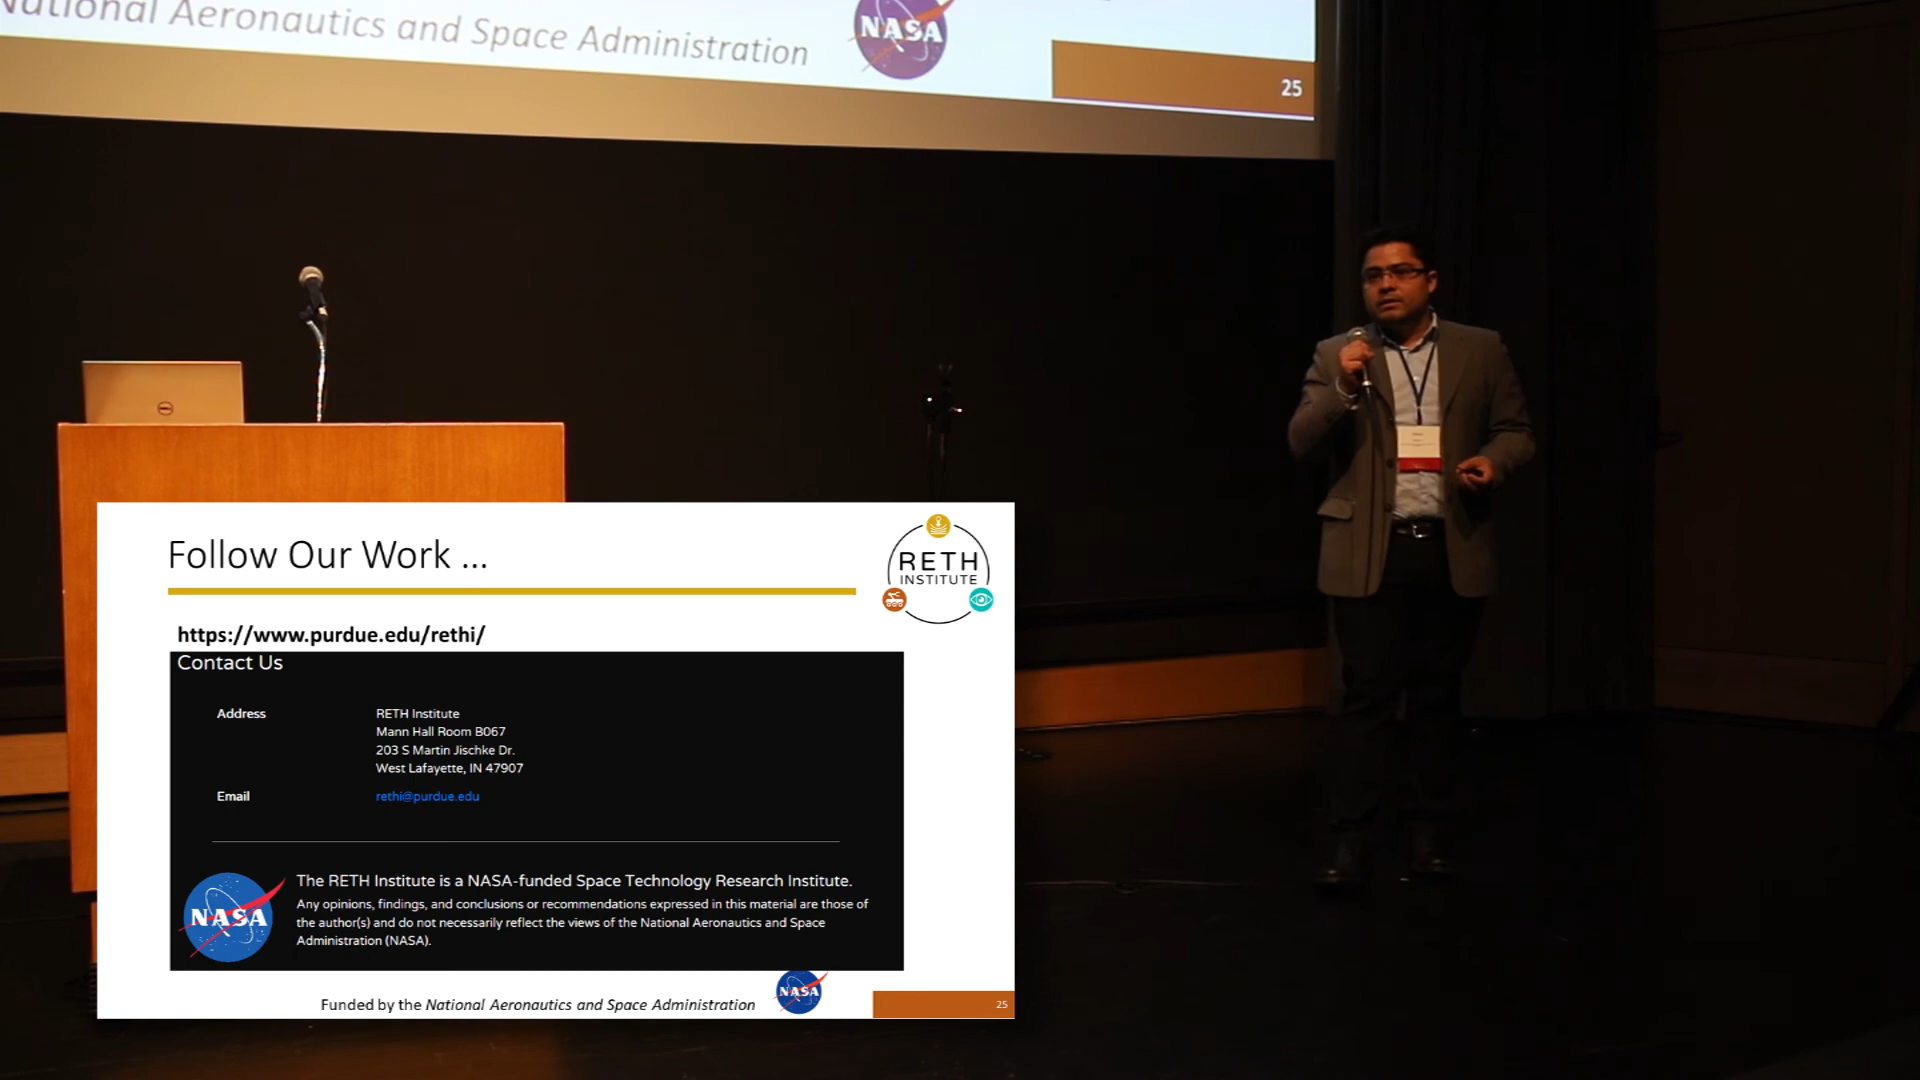 National Aeronautics and Space Administration
NASA
25
Follow Our Work ...
RETH
INSTITUTE
https://www.purdue.edu/rethi/
Contact Us
Address
RETH Institute
Mann Hall Room B067
203 S Martin Jischke Dr.
West Lafayette, IN 47907
Email
rethi@purdue.edu
NASA
The RETH Institute is a NASA-funded Space Technology Research Institute.
Any opinions, findings, and conclusions or recommendations expressed in this material are those of
the author(s) and do not necessarily reflect the views of the National Aeronautics and Space
Administration (NASA).
Funded by the National Aeronautics and Space Administration
NASA
25